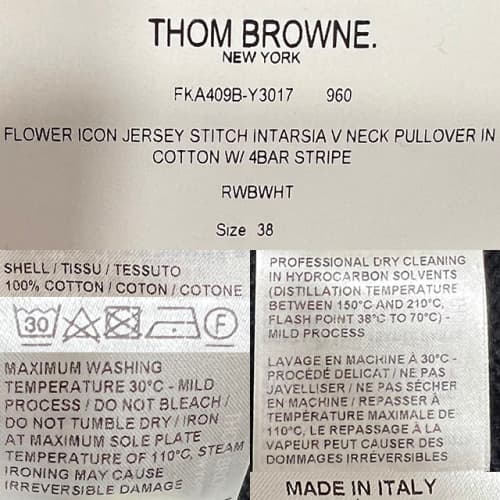 THOM BROWNE.
NEW YORK
FKA409B-Y3017 960
FLOWER ICON JERSEY STITCH INTARSIA V NECK PULLOVER IN
COTTON W/ 4BAR STRIPE
RWBWHT
Size 38
SHELL / TISSU / TESSUTO
100% COTTON / COTON / COTONE
30
F
MAXIMUM WASHING
TEMPERATURE 30°C - MILD
PROCESS / DO NOT BLEACH /
DO NOT TUMBLE DRY / IRON
AT MAXIMUM SOLE PLATE
TEMPERATURE OF 110°C, STEAM
IRONING MAY CAUSE
IRREVERSIBLE DAMAGE
PROFESSIONAL DRY CLEANING
IN HYDROCARBON SOLVENTS
(DISTILLATION TEMPERATURE
BETWEEN 150°C AND 210°C,
FLASH POINT 38°C TO 70°C) -
MILD PROCESS
LAVAGE EN MACHINE À 30°C -
PROCÉDÉ DELICAT / NE PAS
JAVELLISER / NE PAS SÉCHER
EN MACHINE / REPASSER À
TEMPÉRATURE MAXIMALE DE
110°C, LE REPASSAGE À LA
VAPEUR PEUT CAUSER DES
DOMMAGES IRRÉVERSIBLES
MADE IN ITALY